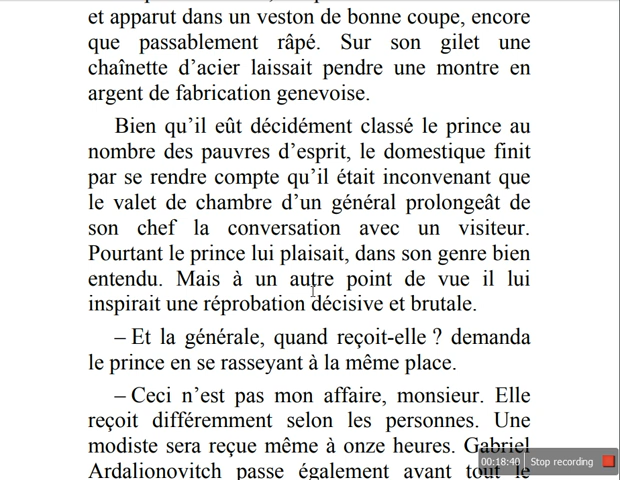 et apparut dans un veston de bonne coupe, encore
que passablement râpé. Sur son gilet une
chaînette d’acier laissait pendre une montre en
argent de fabrication genevoise.
Bien qu’il eût décidément classé le prince au
nombre des pauvres d’esprit, le domestique finit
par se rendre compte qu’il était inconvenant que
le valet de chambre d’un général prolongeât de
son chef la conversation avec un visiteur.
Pourtant le prince lui plaisait, dans son genre bien
entendu. Mais à un autre point de vue il lui
inspirait une réprobation décisive et brutale.
– Et la générale, quand reçoit-elle ? demanda
le prince en se rasseyant à la même place.
– Ceci n’est pas mon affaire, monsieur. Elle
reçoit différemment selon les personnes. Une
modiste sera reçue même à onze heures. Gabriel
Ardalionovitch passe également avant tout le
00:18:40 Stop recording